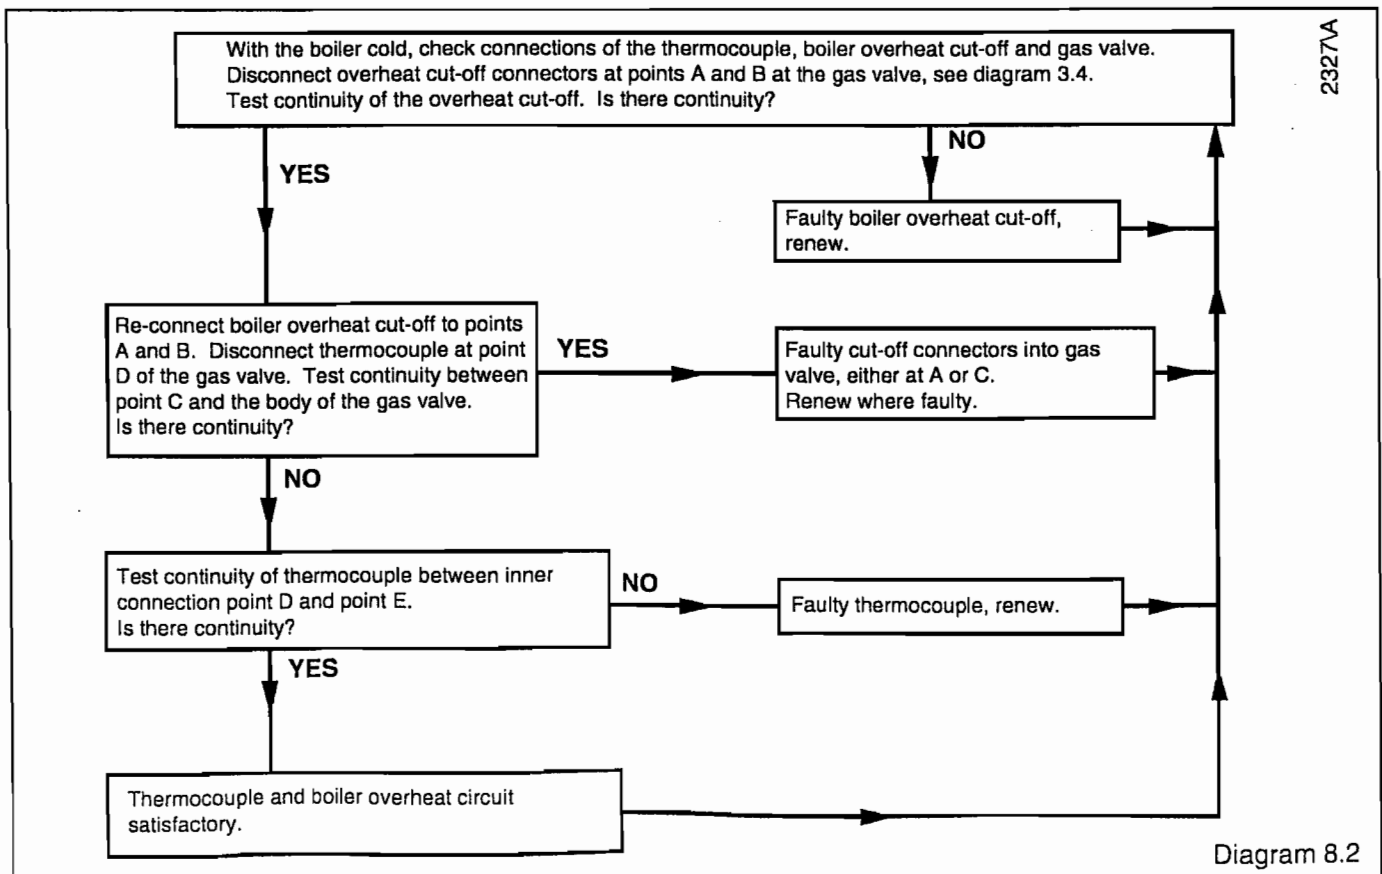 With the boiler cold, check connections of the thermocouple, boiler overheat cut-off and gas valve.
Disconnect overheat cut-off connectors at points A and B at the gas valve, see diagram 3.4.
Test continuity of the overheat cut-off. Is there continuity?
2327\A
NO
YES
Faulty boiler overheat cut-off,
renew.
Re-connect boiler overheat cut-off to points
A and B. Disconnect thermocouple at point
D of the gas valve. Test continuity between
point C and the body of the gas valve.
Is there continuity?
YES
Faulty cut-off connectors into gas
valve, either at A or C.
Renew where faulty.
NO
Test continuity of thermocouple between inner
connection point D and point E.
Is there continuity?
NO
Faulty thermocouple, renew.
YES
Thermocouple and boiler overheat circuit
satisfactory.
Diagram 8.2